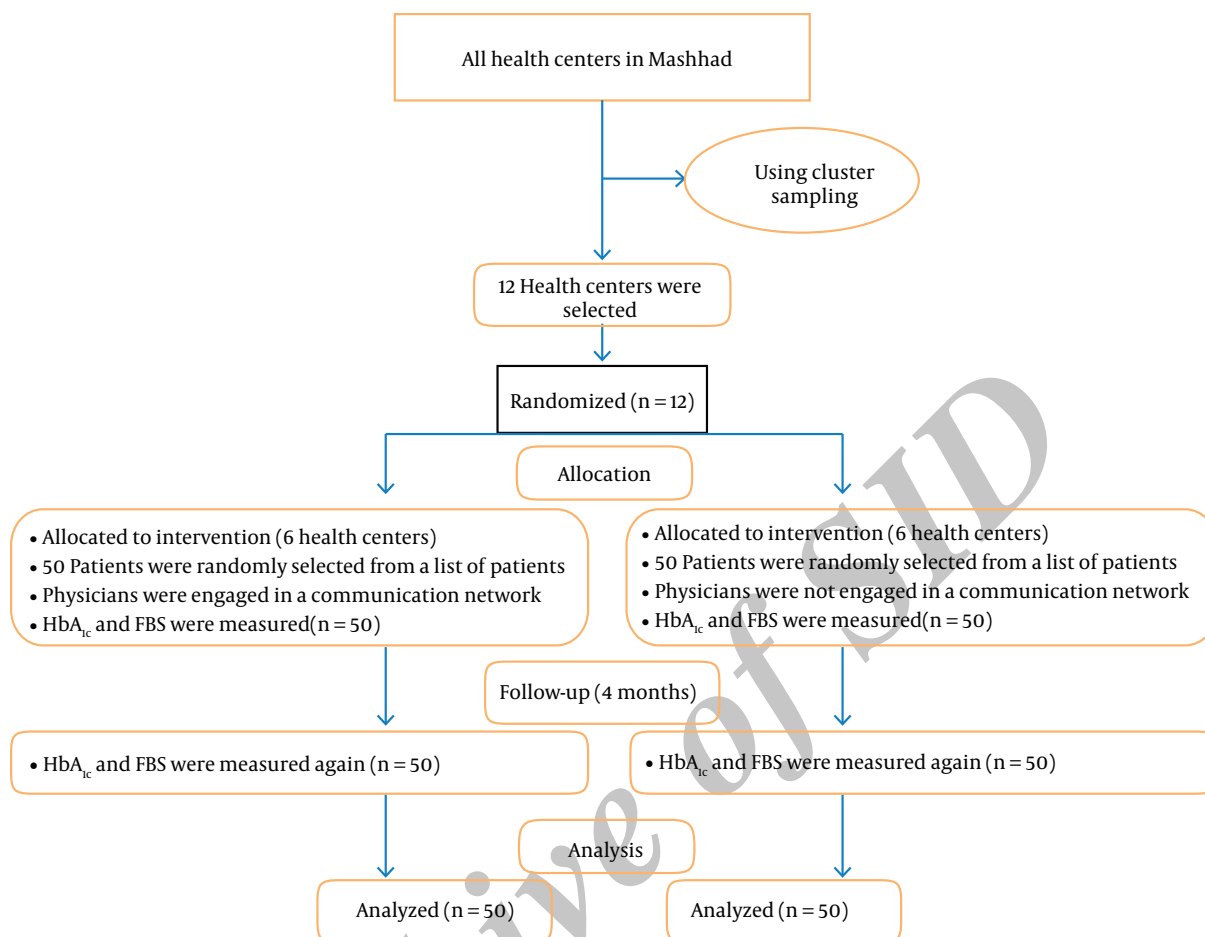 All health centers in Mashhad
Using cluster
sampling
12 Health centers were
selected
Randomized (n = 12)
Allocation
• Allocated to intervention (6 health centers)
• 50 Patients were randomly selected from a list of patients
• Physicians were engaged in a communication network
• HbA1c and FBS were measured(n = 50)
• Allocated to intervention (6 health centers)
• 50 Patients were randomly selected from a list of patients
• Physicians were not engaged in a communication network
• HbA1c and FBS were measured(n = 50)
Follow-up (4 months)
• HbA1c and FBS were measured again (n = 50)
• HbA1c and FBS were measured again (n = 50)
Analysis
Analyzed (n = 50)
Analyzed (n = 50)
ive of SID